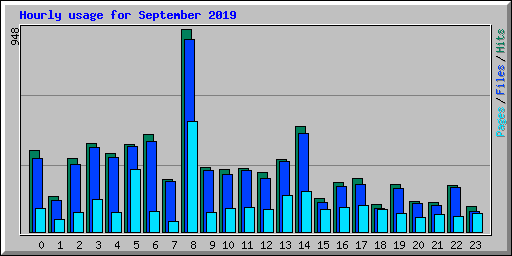 Hourly usage for September 2019
948
Pages / Files / Hits
0 1 2 3 4 5 6 7 8 9 10 11 12 13 14 15 16 17 18 19 20 21 22 23